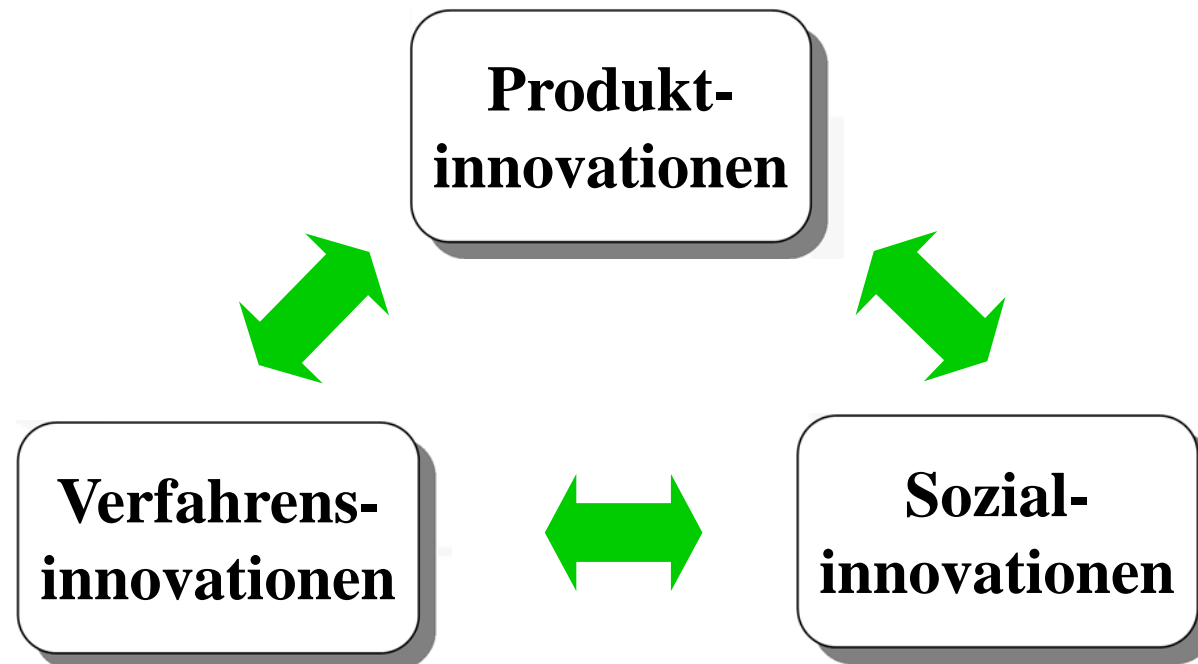 Produkt-
innovationen
Verfahrens-
innovationen
Sozial-
innovationen